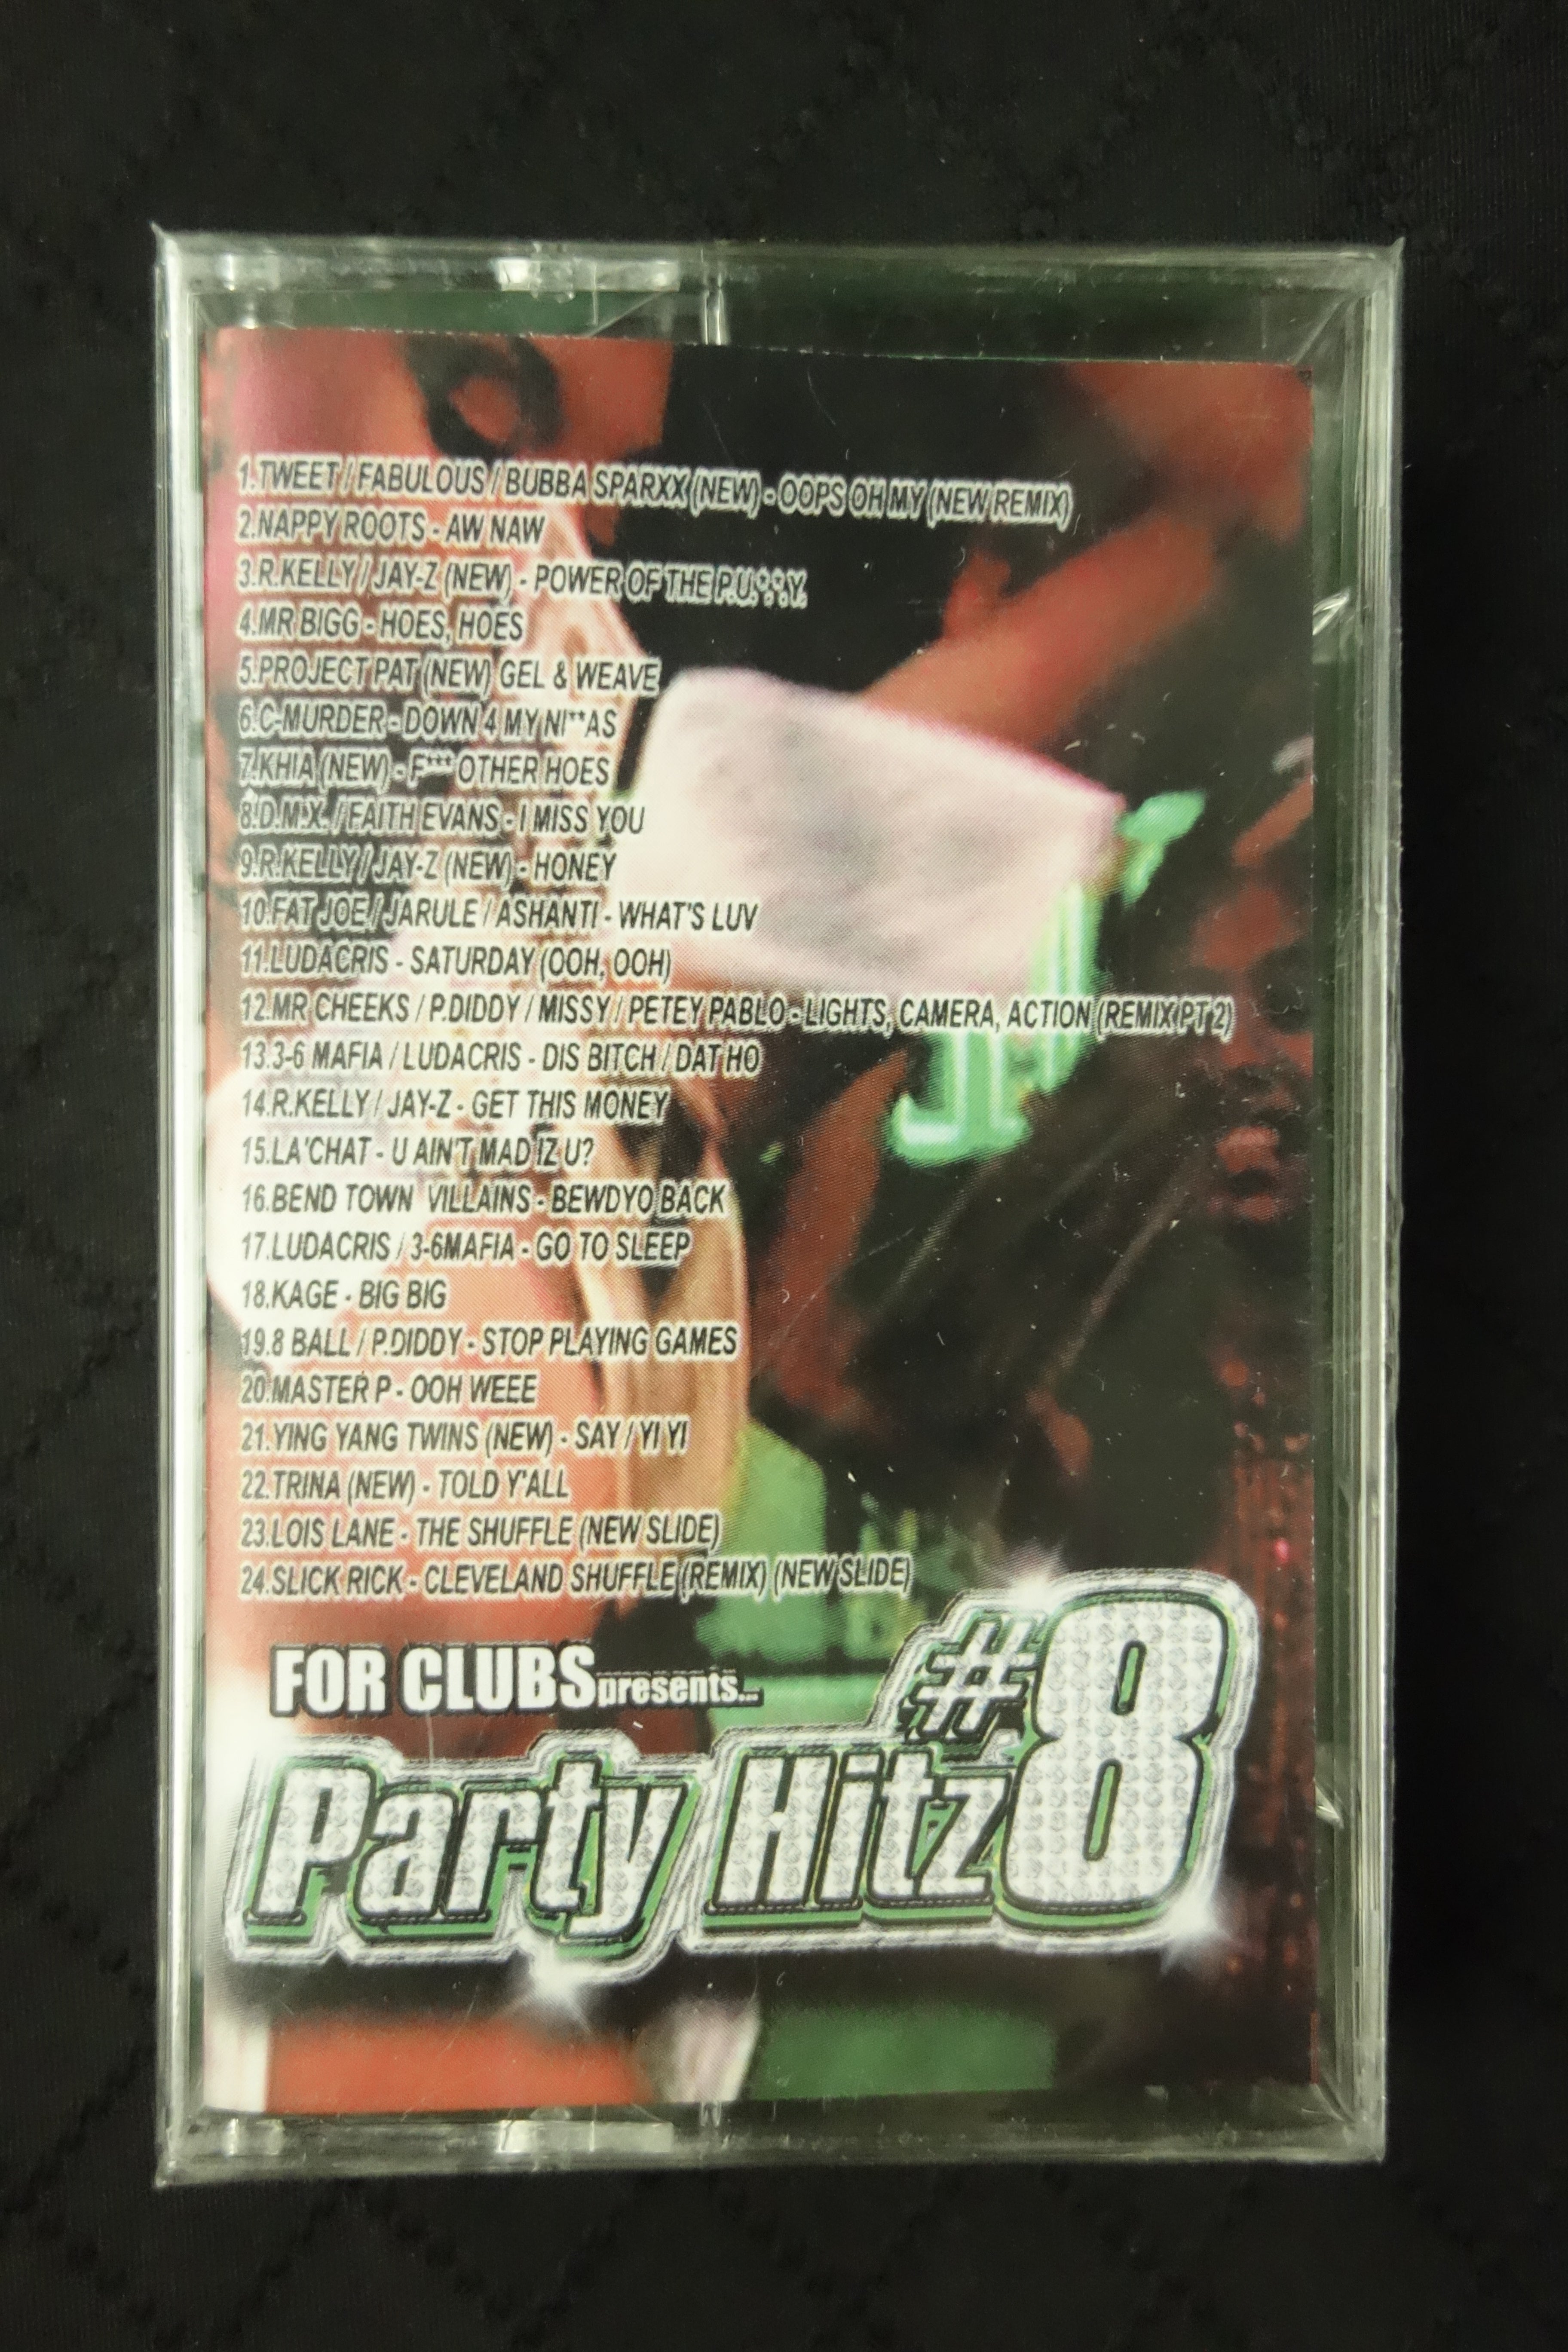 1.TWEET / FABULOUS / BUBBA SPARXX (NEW) - OOPS OH MY (NEW REMIX)
2.NAPPY ROOTS - AW NAW
3.R.KELLY / JAY-Z (NEW) - POWER OF THE P.U.*.*.Y.
4.MR BIGG - HOES, HOES
5.PROJECT PAT (NEW) GEL & WEAVE
6.C-MURDER - DOWN 4 MY NI**AS
7.KHIA (NEW) - F*** OTHER HOES
8.D.M.X. / FAITH EVANS - I MISS YOU
9.R.KELLY / JAY-Z (NEW) - HONEY
10.FAT JOE / JARULE / ASHANTI - WHAT'S LUV
11.LUDACRIS - SATURDAY (OOH, OOH)
12.MR CHEEKS / P.DIDDY / MISSY / PETEY PABLO - LIGHTS, CAMERA, ACTION (REMIX PT 2)
13.3-6 MAFIA / LUDACRIS - DIS BITCH / DAT HO
14.R.KELLY / JAY-Z - GET THIS MONEY
15.LA'CHAT - U AIN'T MAD IZ U?
16.BEND TOWN VILLAINS - BEWDYO BACK
17.LUDACRIS / 3-6MAFIA - GO TO SLEEP
18.KAGE - BIG BIG
19.8 BALL / P.DIDDY - STOP PLAYING GAMES
20.MASTER P - OOH WEEE
21.YING YANG TWINS (NEW) - SAY / YI YI
22.TRINA (NEW) - TOLD Y'ALL
23.LOIS LANE - THE SHUFFLE (NEW SLIDE)
24.SLICK RICK - CLEVELAND SHUFFLE (REMIX) (NEW SLIDE)
FOR CLUBS presents...
Party Hitz #8